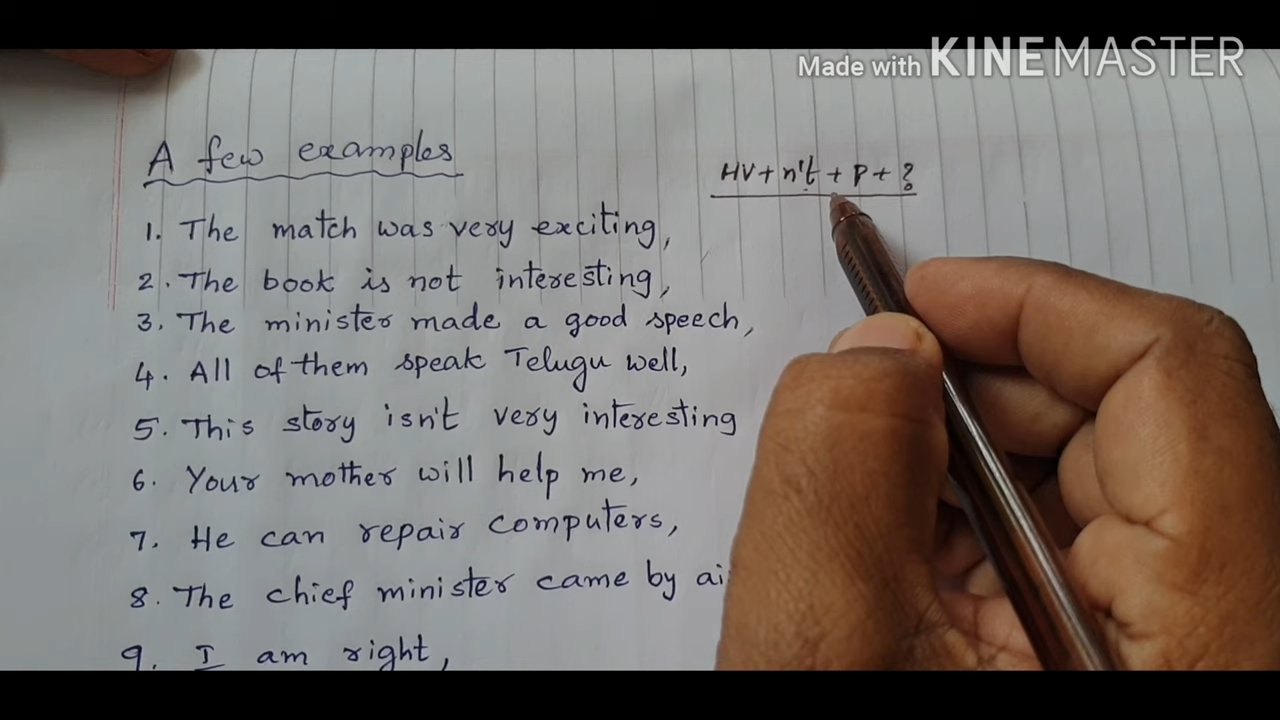 Made with KINEMASTER
A few examples
HV + n't + P + ?
1. The match was very exciting,
2. The book is not interesting,
3. The minister made a good speech,
4. All of them speak Telugu well,
5. This story isn't very interesting
6. Your mother will help me,
7. He can repair computers,
8. The chief minister came by
9. I am right,